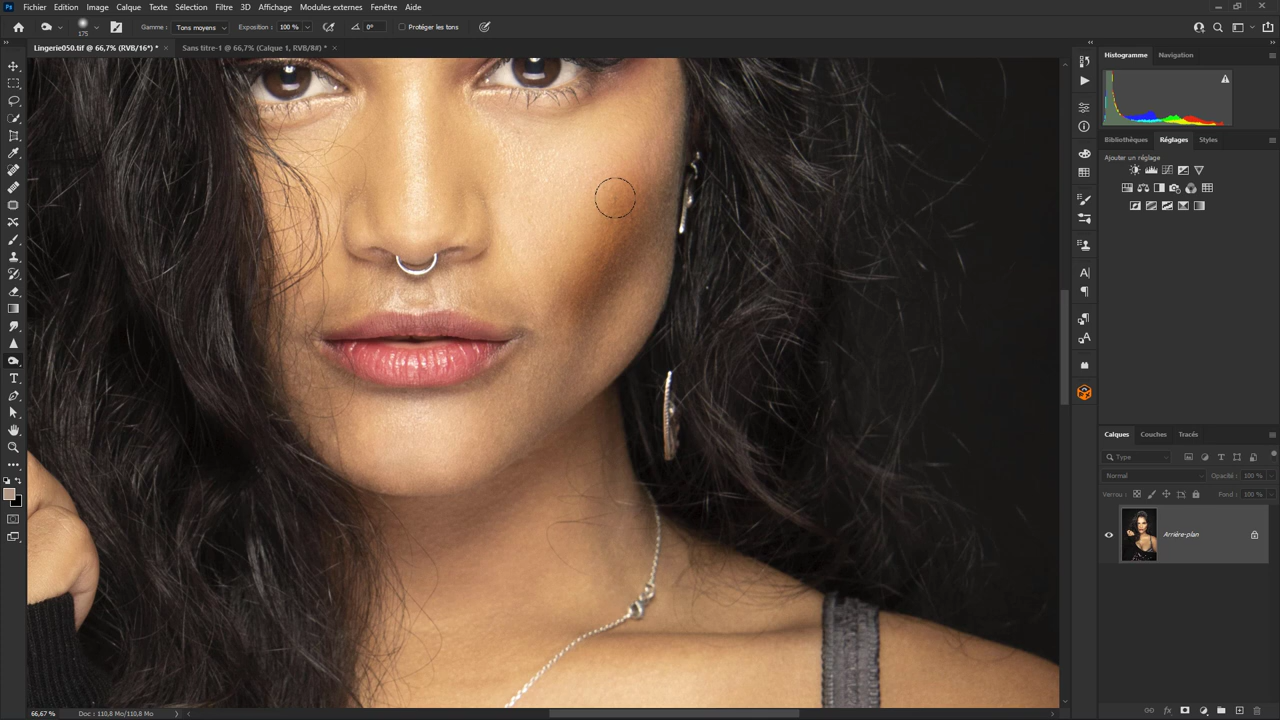 Ps Fichier Edition Image Calque Texte Sélection Filtre 3D Affichage Modules externes Fenêtre Aide
175 Gamme : Tons moyens Exposition : 100 % 0° Protéger les tons
Lingerie050.tif @ 66,7% (RVB/16*) * × Sans titre-1 @ 66,7% (Calque 1, RVB/8#) * ×
Histogramme Navigation
Bibliothèques Réglages Styles
Ajouter un réglage
Calques Couches Tracés
Type
Normal Opacité : 100 %
Verrou : Fond : 100 %
Arrière-plan
66,67 % Doc : 110,8 Mo/110,8 Mo